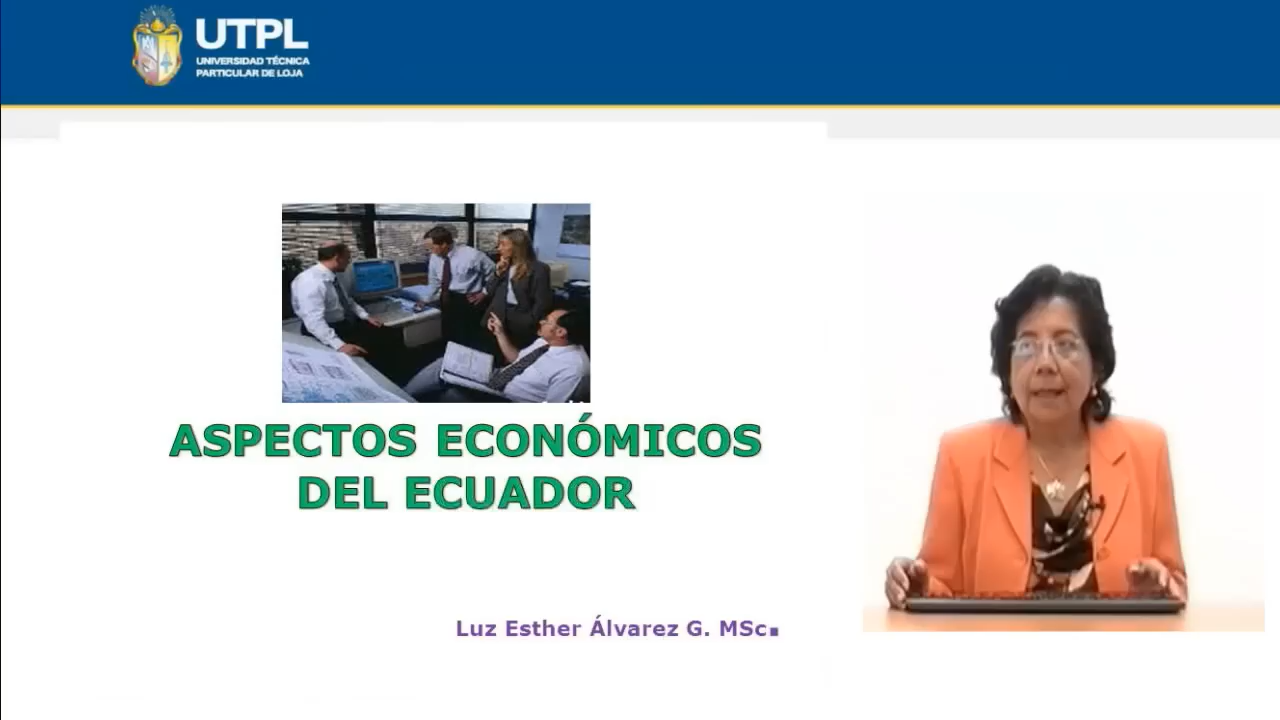 UTPL
UNIVERSIDAD TÉCNICA
PARTICULAR DE LOJA
ASPECTOS ECONÓMICOS
DEL ECUADOR
Luz Esther Álvarez G. MSc.